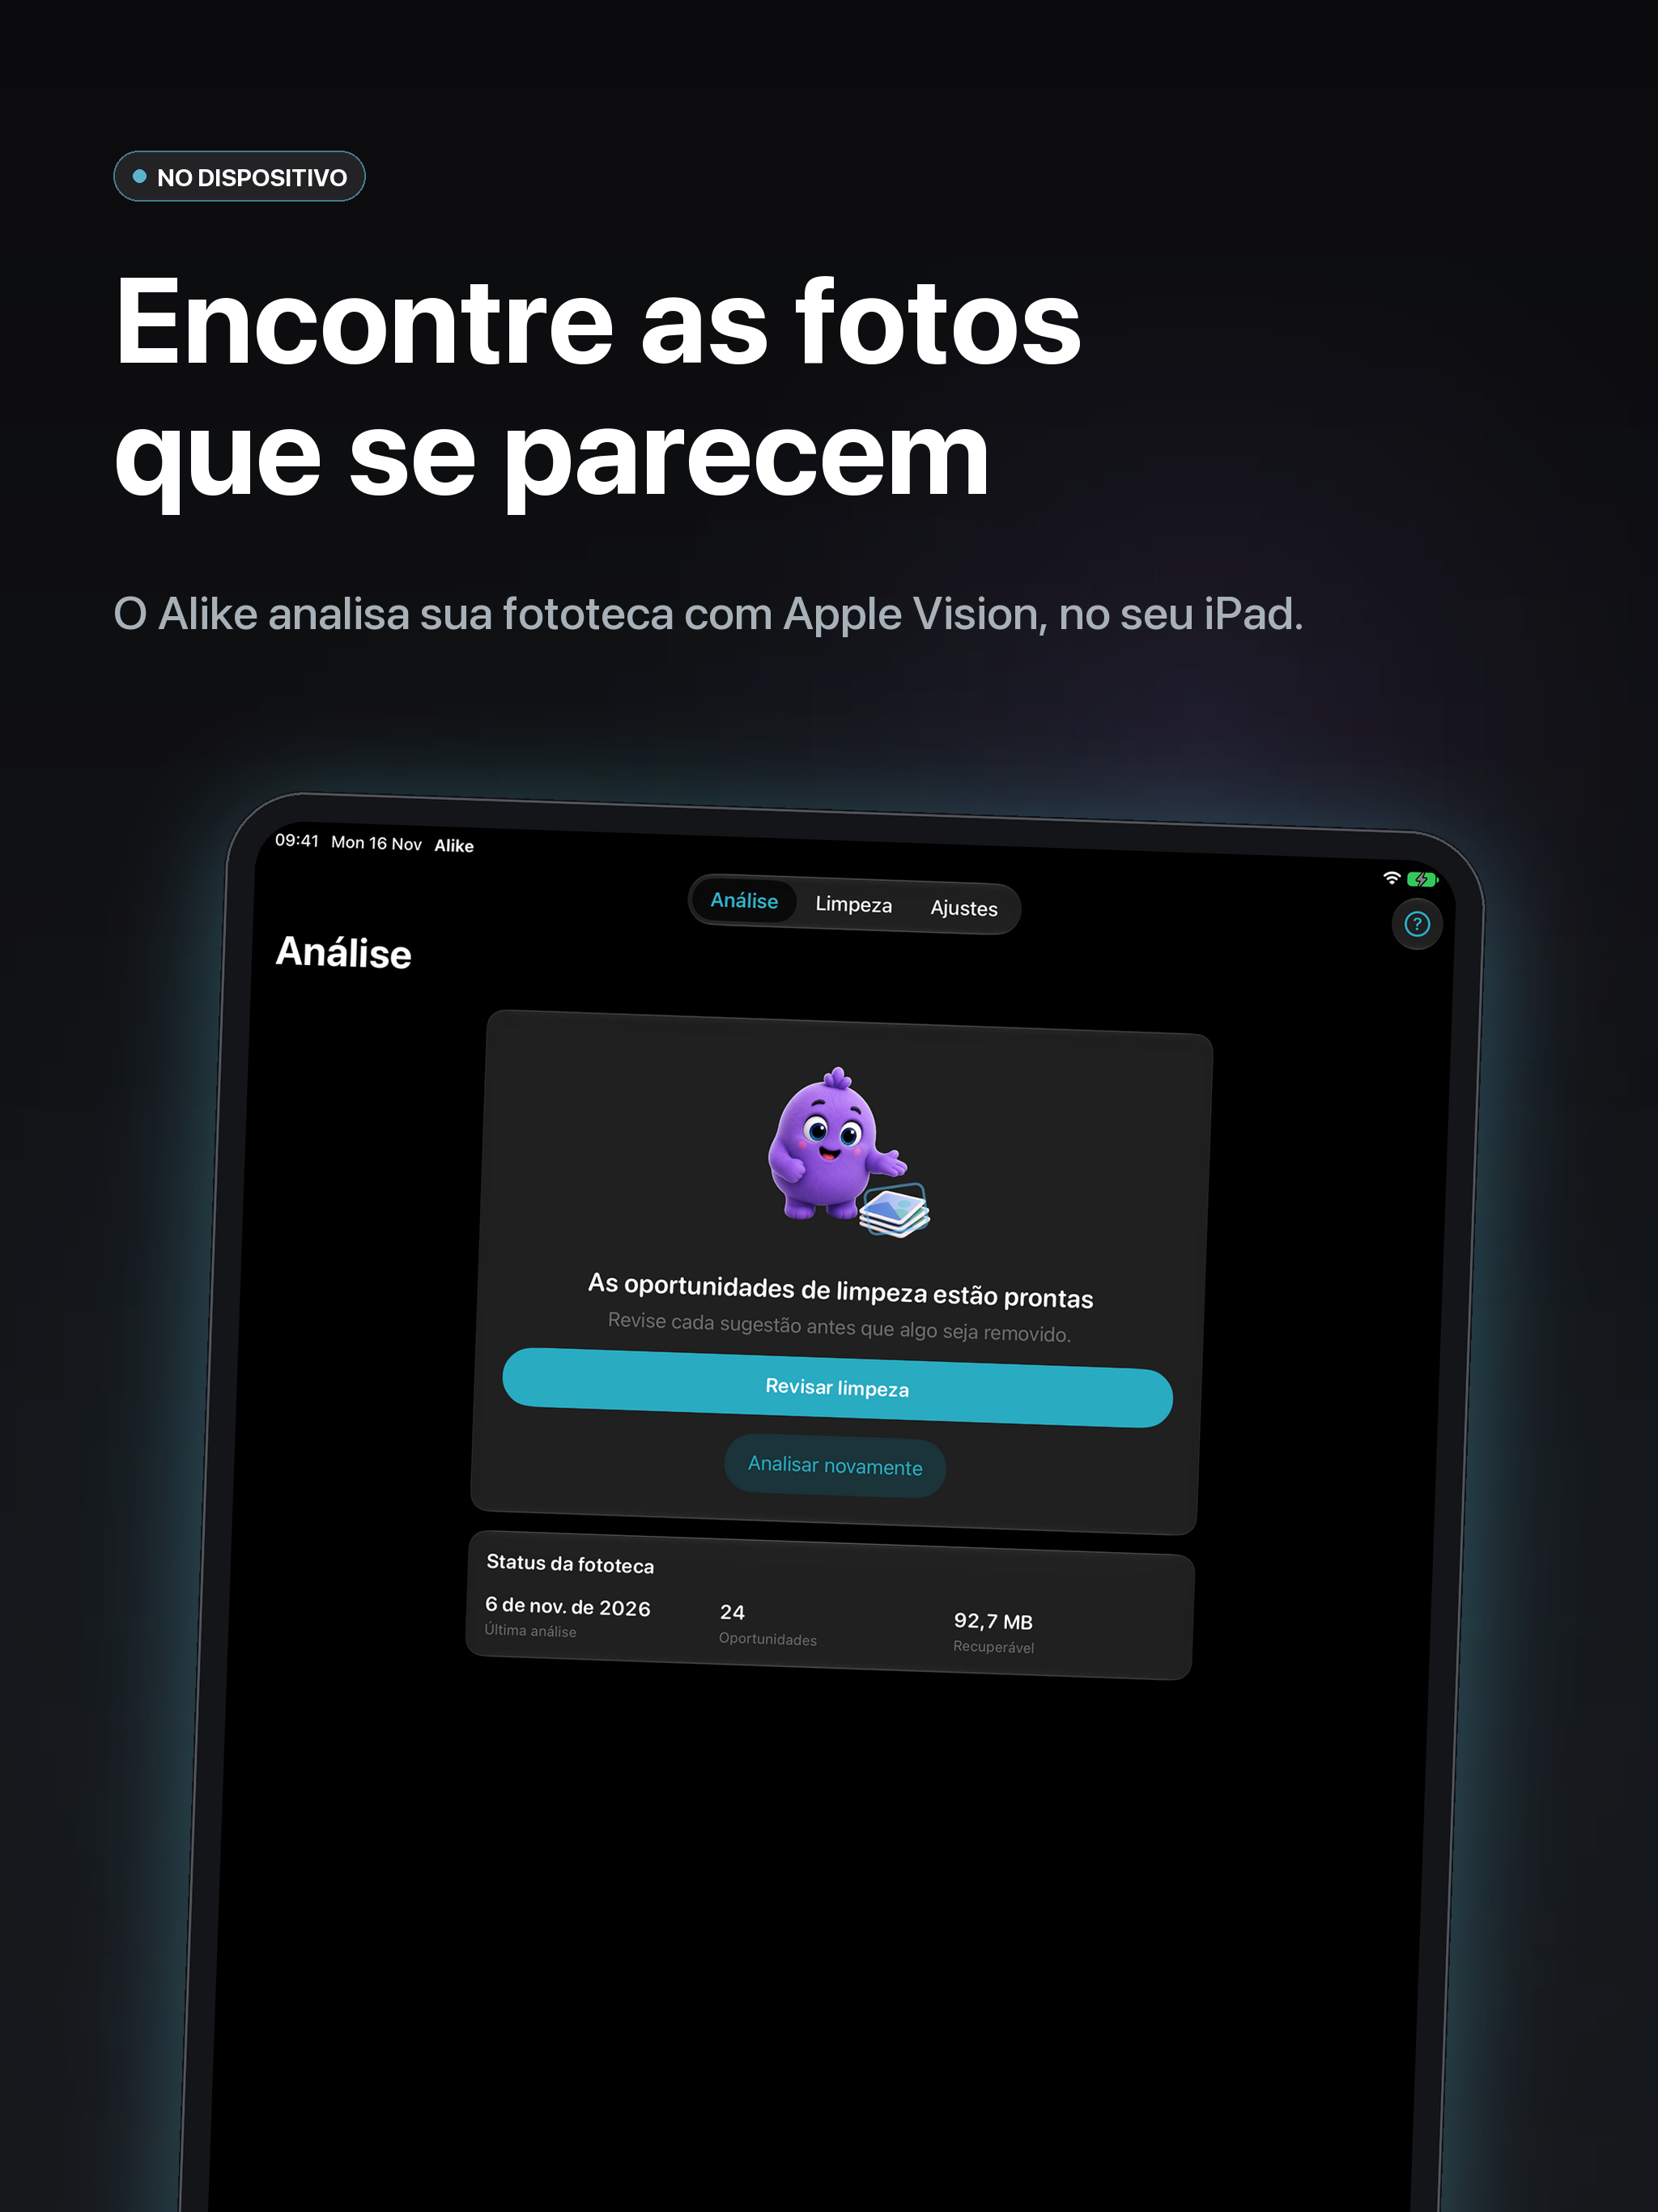 NO DISPOSITIVO
Encontre as fotos
que se parecem
O Alike analisa sua fototeca com Apple Vision, no seu iPad.
09:41 Mon 16 Nov Alike
Análise Limpeza Ajustes
?
Análise
As oportunidades de limpeza estão prontas
Revise cada sugestão antes que algo seja removido.
Revisar limpeza
Analisar novamente
Status da fototeca
6 de nov. de 2026 24 92,7 MB
Última análise Oportunidades Recuperável